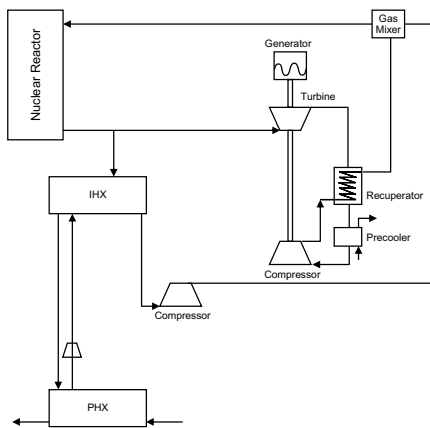 Gas
Mixer
Generator
Nuclear Reactor
Turbine
IHX
Recuperator
Precooler
Compressor
Compressor
PHX